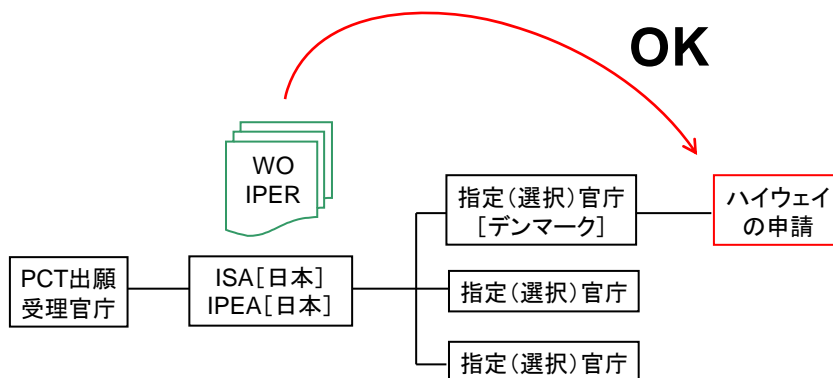 OK
WO
IPER
指定(選択)官庁
[デンマーク]
ハイウェイ
の申請
PCT出願
受理官庁
ISA[日本]
IPEA[日本]
指定(選択)官庁
指定(選択)官庁